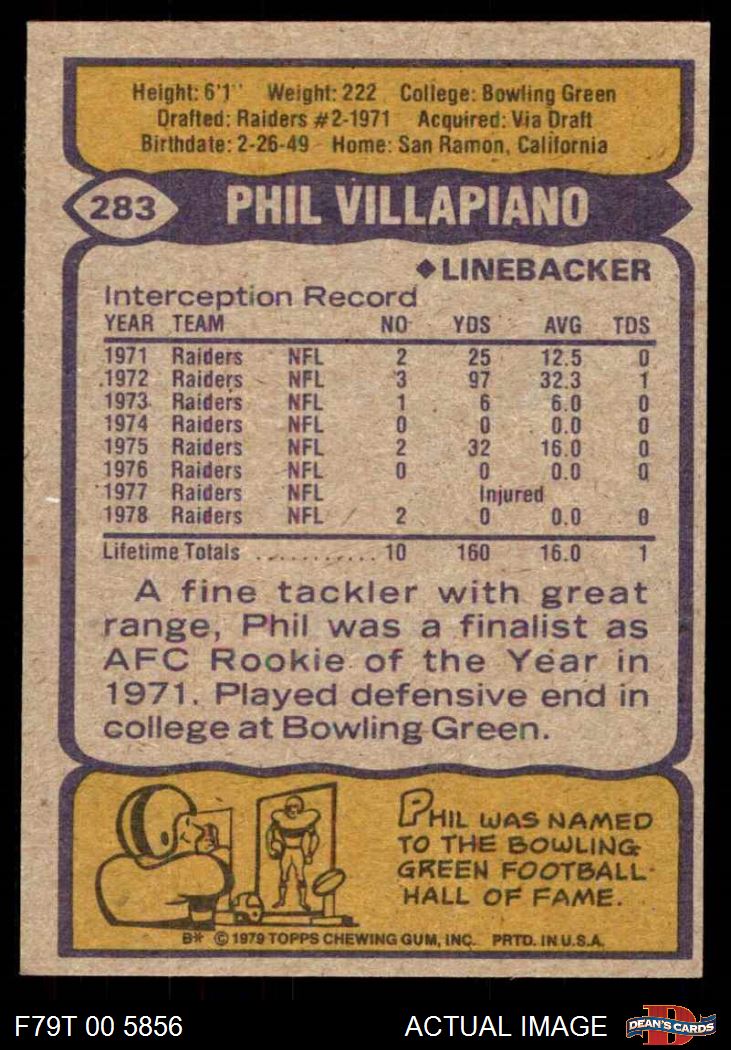 Height: 6'1" Weight: 222 College: Bowling Green
Drafted: Raiders #2-1971 Acquired: Via Draft
Birthdate: 2-26-49 Home: San Ramon, California
283 PHIL VILLAPIANO
◆LINEBACKER
Interception Record
YEAR TEAM NO YDS AVG TDS
1971 Raiders NFL 2 25 12.5 0
1972 Raiders NFL 3 97 32.3 1
1973 Raiders NFL 1 6 6.0 0
1974 Raiders NFL 0 0 0.0 0
1975 Raiders NFL 2 32 16.0 0
1976 Raiders NFL 0 0 0.0 0
1977 Raiders NFL Injured
1978 Raiders NFL 2 0 0.0 0
Lifetime Totals ............ 10 160 16.0 1
A fine tackler with great
range, Phil was a finalist as
AFC Rookie of the Year in
1971. Played defensive end in
college at Bowling Green.
PHIL WAS NAMED
TO THE BOWLING
GREEN FOOTBALL
HALL OF FAME.
B* © 1979 TOPPS CHEWING GUM, INC. PRTD. IN U.S.A.
F79T 00 5856 ACTUAL IMAGE D DEAN'S CARDS